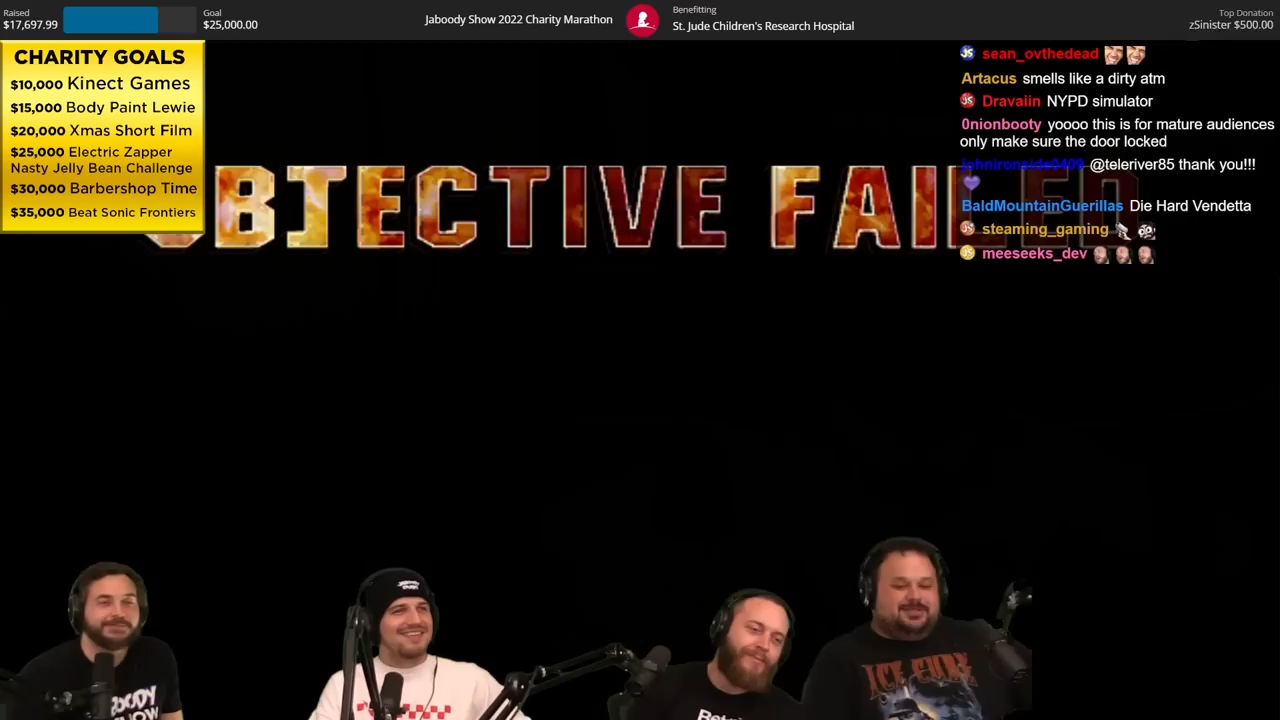 Raised
$17,697.99
Goal
$25,000.00
Jaboody Show 2022 Charity Marathon
Benefitting
St. Jude Children's Research Hospital
Top Donation
zSinister $500.00
CHARITY GOALS
$10,000 Kinect Games
$15,000 Body Paint Lewie
$20,000 Xmas Short Film
$25,000 Electric Zapper
Nasty Jelly Bean Challenge
$30,000 Barbershop Time
$35,000 Beat Sonic Frontiers
OBJECTIVE FAILED
sean_ovthedead
Artacus smells like a dirty atm
Dravaiin NYPD simulator
0nionbooty yoooo this is for mature audiences
only make sure the door locked
@teleriver85 thank you!!!
BaldMountainGuerillas Die Hard Vendetta
steaming_gaming
meeseeks_dev
ICE CUBE